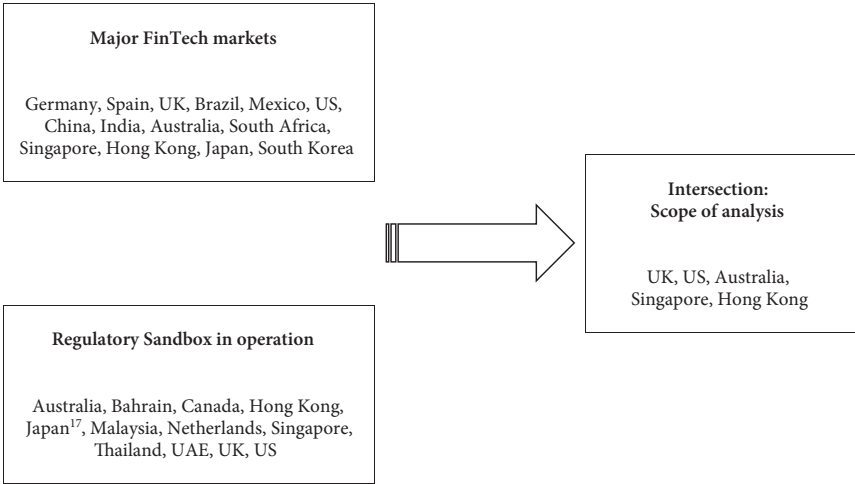 Major FinTech markets
Germany, Spain, UK, Brazil, Mexico, US,
China, India, Australia, South Africa,
Singapore, Hong Kong, Japan, South Korea
Regulatory Sandbox in operation
Australia, Bahrain, Canada, Hong Kong,
Japan¹⁷, Malaysia, Netherlands, Singapore,
Thailand, UAE, UK, US
Intersection:
Scope of analysis
UK, US, Australia,
Singapore, Hong Kong